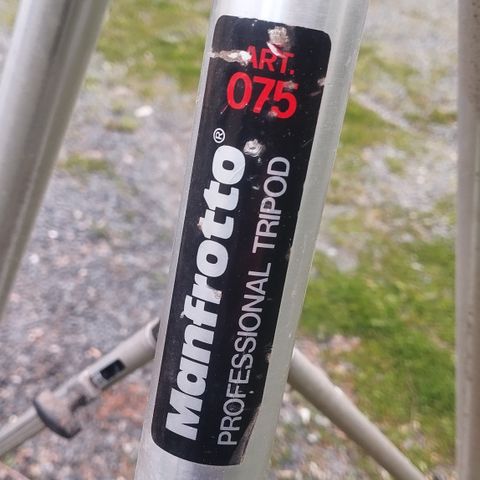 ART.
075
Manfrotto®
PROFESSIONAL TRIPOD